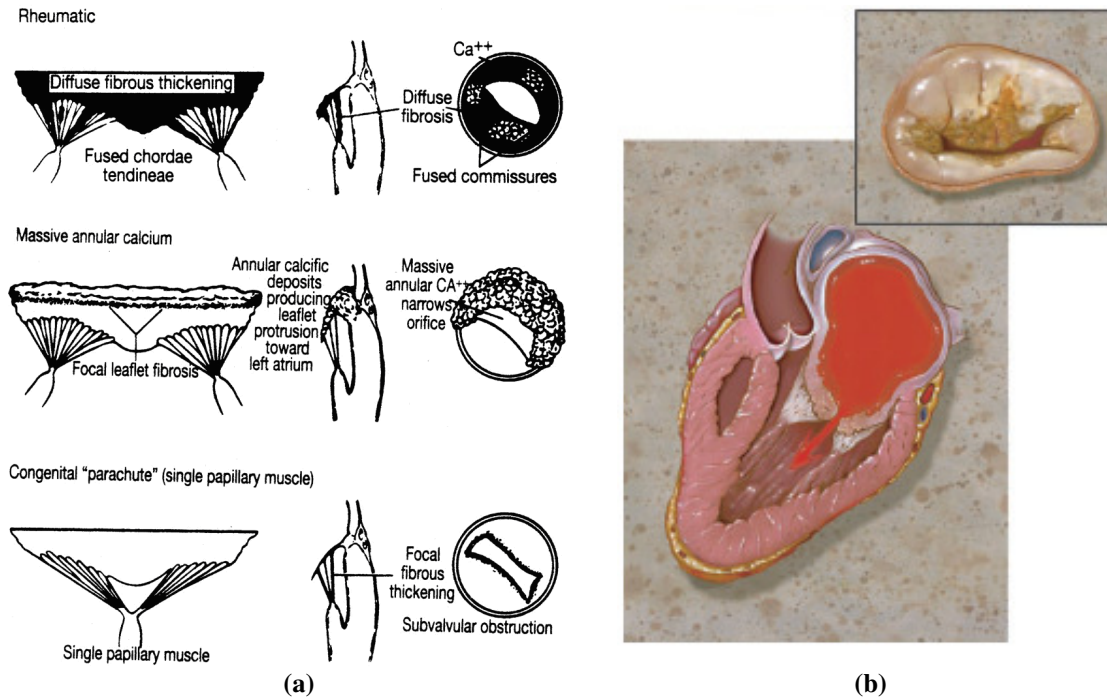 Rheumatic
Diffuse fibrous thickening
Fused chordae
tendineae
Ca++
Diffuse
fibrosis
Fused commissures
Massive annular calcium
Focal leaflet fibrosis
Annular calcific
deposits
producing
leaflet
protrusion
toward
left atrium
Massive
annular CA++
narrows
orifice
Congenital "parachute" (single papillary muscle)
Single papillary muscle
Focal
fibrous
thickening
Subvalvular obstruction
(a)
(b)